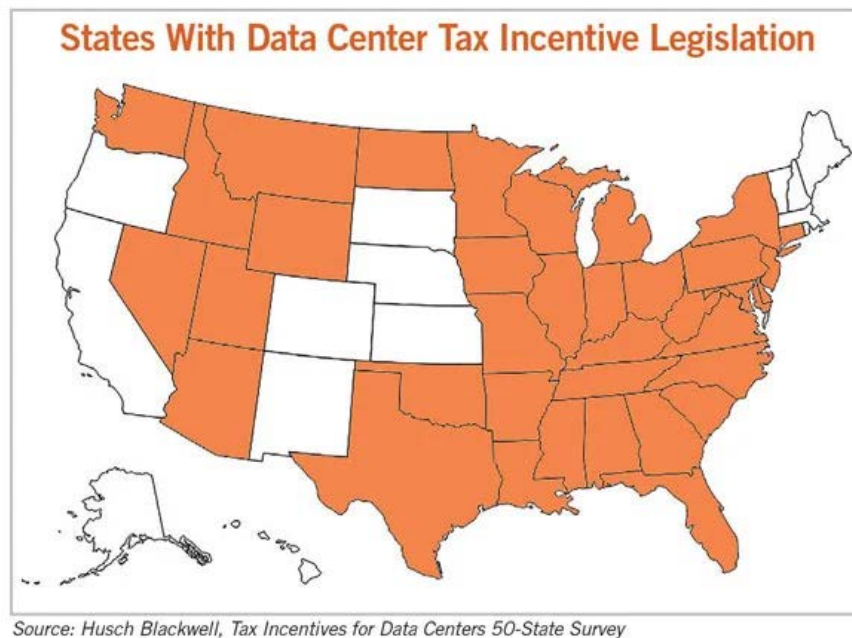 States With Data Center Tax Incentive Legislation
Source: Husch Blackwell, Tax Incentives for Data Centers 50-State Survey